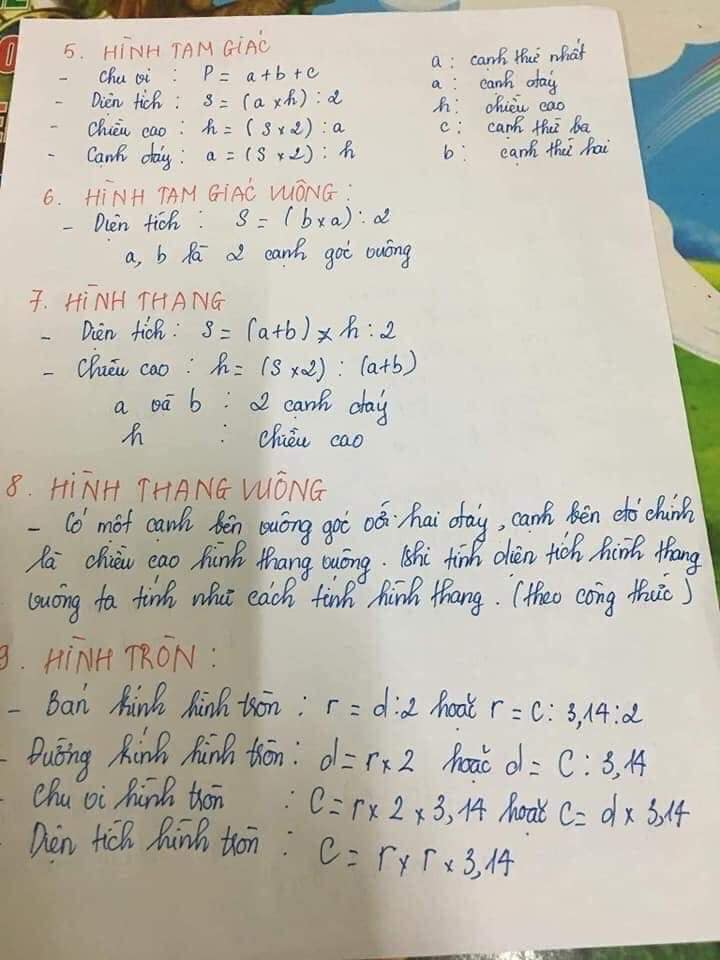 5. HÌNH TAM GIÁC
- Chu vi : P = a + b + c
- Diện tích : S = (a x h) : 2
- Chiều cao : h = (S x 2) : a
- Cạnh đáy : a = (S x 2) : h
a : cạnh thứ nhất
a : cạnh đáy
h : chiều cao
c : cạnh thứ ba
b : cạnh thứ hai
6. HÌNH TAM GIÁC VUÔNG :
- Diện tích : S = (b x a) : 2
a, b là 2 cạnh góc vuông
7. HÌNH THANG
- Diện tích : S = (a+b) x h : 2
- Chiều cao : h = (S x 2) : (a+b)
a và b : 2 cạnh đáy
h : chiều cao
8. HÌNH THANG VUÔNG
- Có một cạnh bên vuông góc với hai đáy, cạnh bên đó chính
là chiều cao hình thang vuông. Khi tính diện tích hình thang
vuông ta tính như cách tính hình thang. (theo công thức)
9. HÌNH TRÒN :
- Bán kính hình tròn : r = d : 2 hoặc r = C : 3,14 : 2
- Đường kính hình tròn : d = r x 2 hoặc d = C : 3,14
- Chu vi hình tròn : C = r x 2 x 3,14 hoặc C = d x 3,14
- Diện tích hình tròn : C = r x r x 3,14